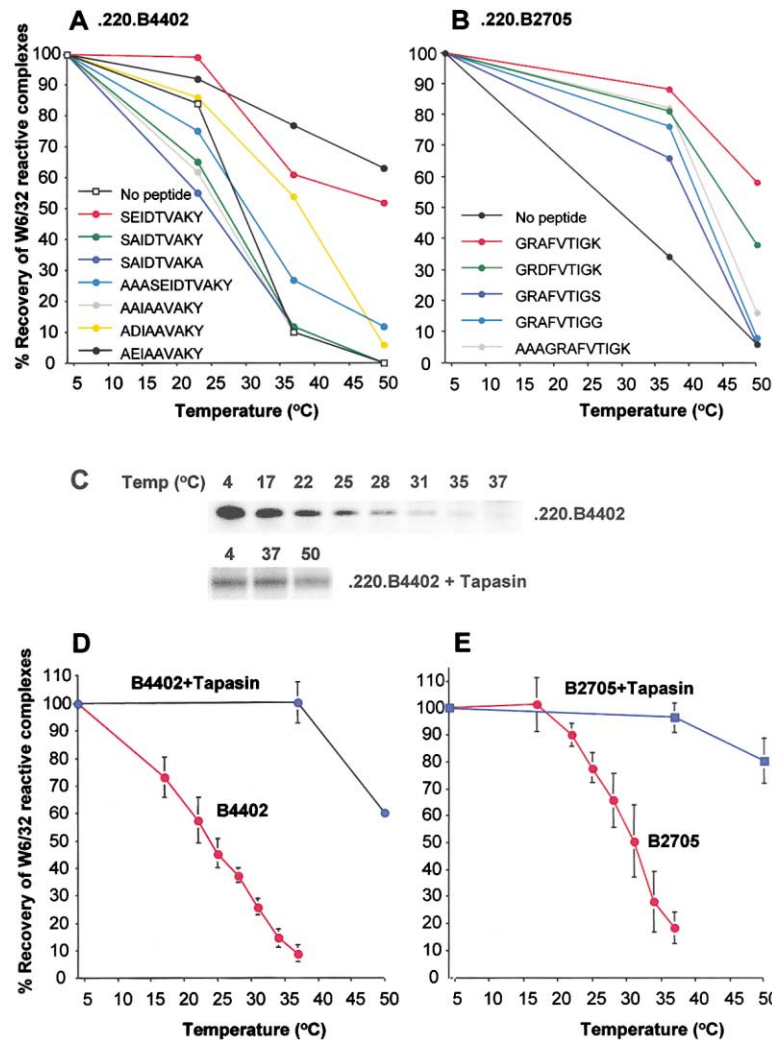 A .220.B4402
% Recovery of W6/32 reactive complexes
100
90
80
70
60
50
40
30
20
10
0
No peptide
SEIDTVAKY
SAIDTVAKY
SAIDTVAKA
AAASEIDTVAKY
AAIAAVAKY
ADIAAVAKY
AEIAAVAKY
5 10 15 20 25 30 35 40 45 50
Temperature (ºC)
B .220.B2705
100
90
80
70
60
50
40
30
20
10
0
No peptide
GRAFVTIGK
GRDFVTIGK
GRAFVTIGS
GRAFVTIGG
AAAGRAFVTIGK
5 10 15 20 25 30 35 40 45 50
Temperature (ºC)
C Temp (ºC) 4 17 22 25 28 31 35 37
.220.B4402
4 37 50
.220.B4402 + Tapasin
D
% Recovery of W6/32 reactive complexes
110
100
90
80
70
60
50
40
30
20
10
0
B4402+Tapasin
B4402
5 10 15 20 25 30 35 40 45 50
Temperature (ºC)
E
110
100
90
80
70
60
50
40
30
20
10
0
B2705+Tapasin
B2705
5 10 15 20 25 30 35 40 45 50
Temperature (ºC)